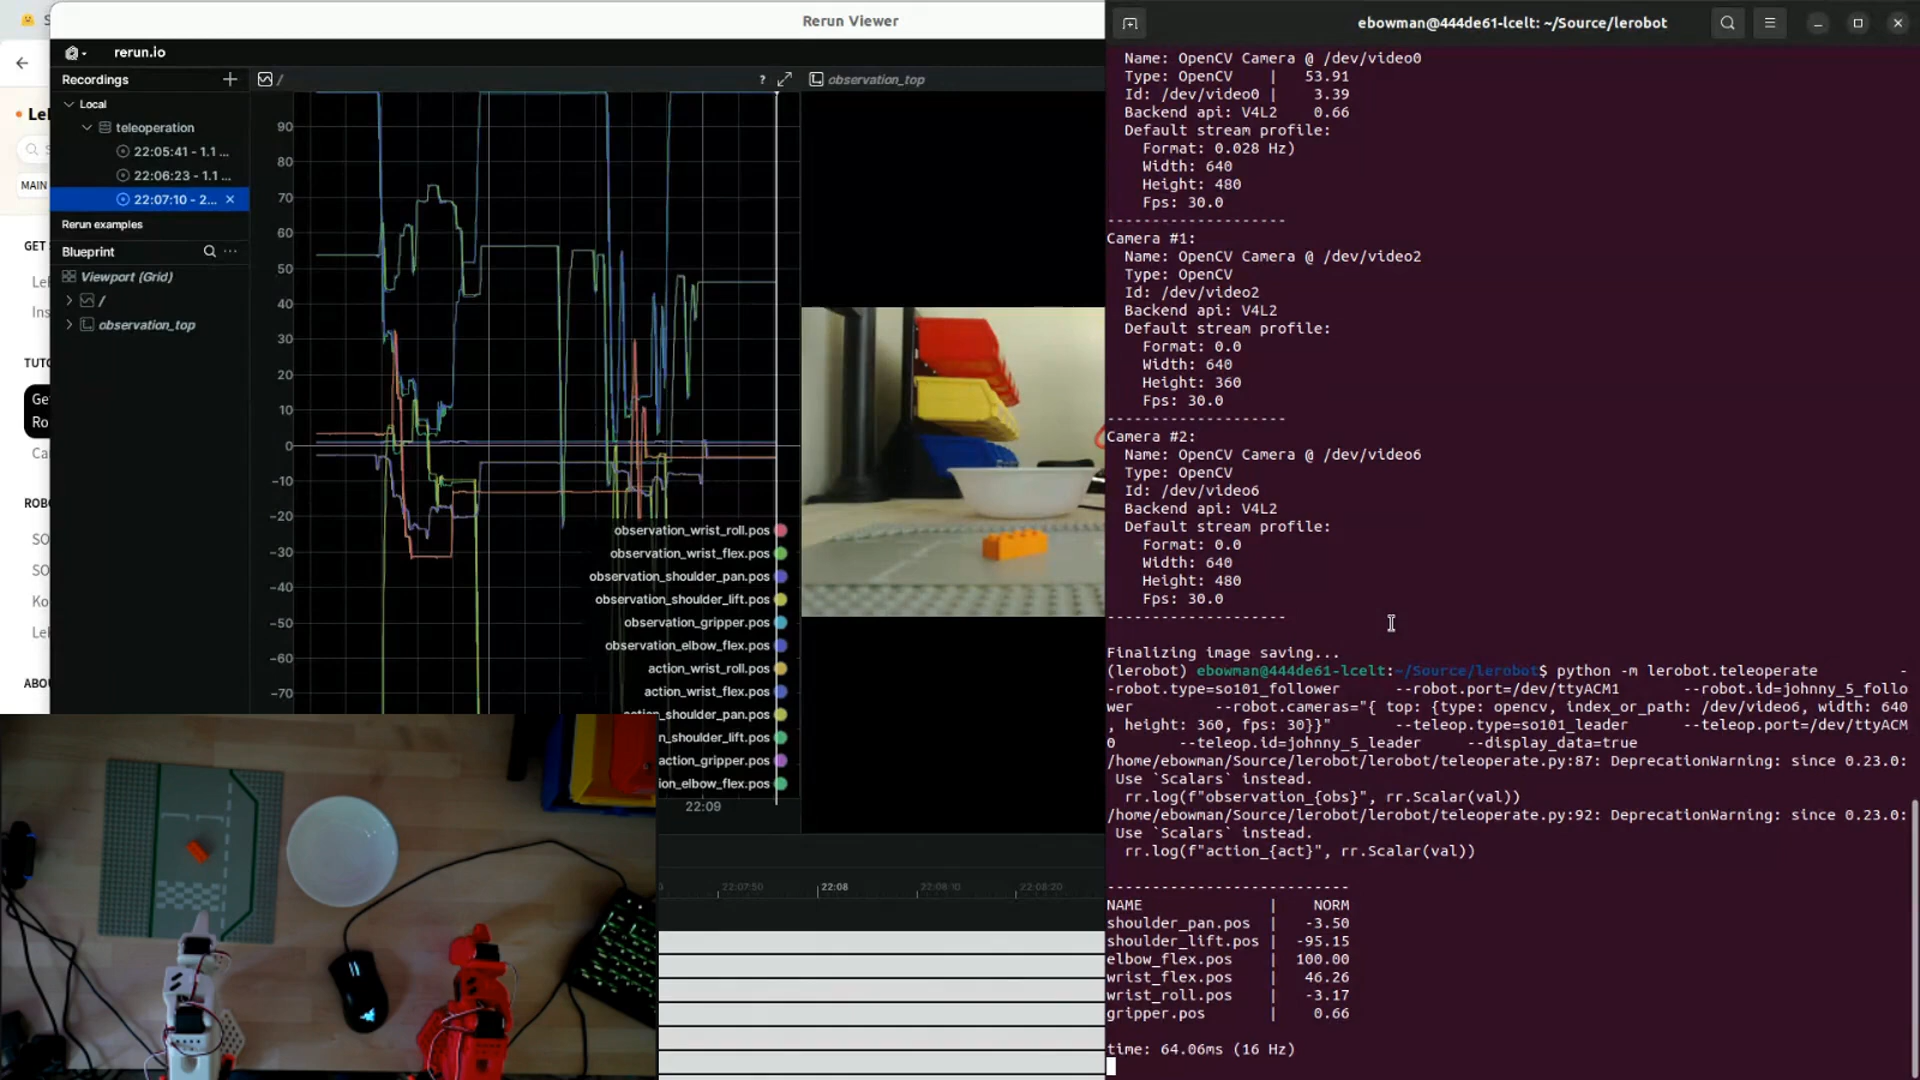 Rerun Viewer
rerun.io
Recordings
Local
teleoperation
22:05:41 - 1.1 ...
22:06:23 - 1.1 ...
22:07:10 - 2...
Rerun examples
Blueprint
Viewport (Grid)
/
observation_top
MAIN
ROBO
ABOU
/
?
observation_top
90
80
70
60
50
40
30
20
10
0
-10
-20
-30
-40
-50
-60
-70
observation_wrist_roll.pos
observation_wrist_flex.pos
observation_shoulder_pan.pos
observation_shoulder_lift.pos
observation_gripper.pos
observation_elbow_flex.pos
action_wrist_roll.pos
action_wrist_flex.pos
action_shoulder_pan.pos
n_shoulder_lift.pos
action_gripper.pos
ion_elbow_flex.pos
22:09
22:07:50
22:08
22:08:10
22:08:20
ebowman@444de61-lcelt: ~/Source/lerobot
Name: OpenCV Camera @ /dev/video0
Type: OpenCV | 53.91
Id: /dev/video0 | 3.39
Backend api: V4L2 0.66
Default stream profile:
Format: 0.028 Hz)
Width: 640
Height: 480
Fps: 30.0
--------------------
Camera #1:
Name: OpenCV Camera @ /dev/video2
Type: OpenCV
Id: /dev/video2
Backend api: V4L2
Default stream profile:
Format: 0.0
Width: 640
Height: 360
Fps: 30.0
--------------------
Camera #2:
Name: OpenCV Camera @ /dev/video6
Type: OpenCV
Id: /dev/video6
Backend api: V4L2
Default stream profile:
Format: 0.0
Width: 640
Height: 480
Fps: 30.0
--------------------
Finalizing image saving...
(lerobot) ebowman@444de61-lcelt:~/Source/lerobot$ python -m lerobot.teleoperate -
-robot.type=so101_follower --robot.port=/dev/ttyACM1 --robot.id=johnny_5_follo
wer --robot.cameras="{ top: {type: opencv, index_or_path: /dev/video6, width: 640
, height: 360, fps: 30}}" --teleop.type=so101_leader --teleop.port=/dev/ttyACM
0 --teleop.id=johnny_5_leader --display_data=true
/home/ebowman/Source/lerobot/lerobot/teleoperate.py:87: DeprecationWarning: since 0.23.0:
Use `Scalars` instead.
rr.log(f"observation_{obs}", rr.Scalar(val))
/home/ebowman/Source/lerobot/lerobot/teleoperate.py:92: DeprecationWarning: since 0.23.0:
Use `Scalars` instead.
rr.log(f"action_{act}", rr.Scalar(val))
---------------------------
NAME | NORM
shoulder_pan.pos | -3.50
shoulder_lift.pos | -95.15
elbow_flex.pos | 100.00
wrist_flex.pos | 46.26
wrist_roll.pos | -3.17
gripper.pos | 0.66
time: 64.06ms (16 Hz)